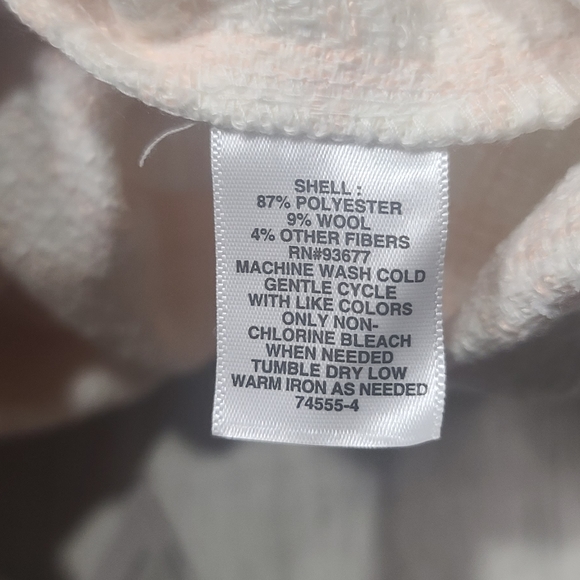 SHELL :
87% POLYESTER
9% WOOL
4% OTHER FIBERS
RN#93677
MACHINE WASH COLD
GENTLE CYCLE
WITH LIKE COLORS
ONLY NON-
CHLORINE BLEACH
WHEN NEEDED
TUMBLE DRY LOW
WARM IRON AS NEEDED
74555-4